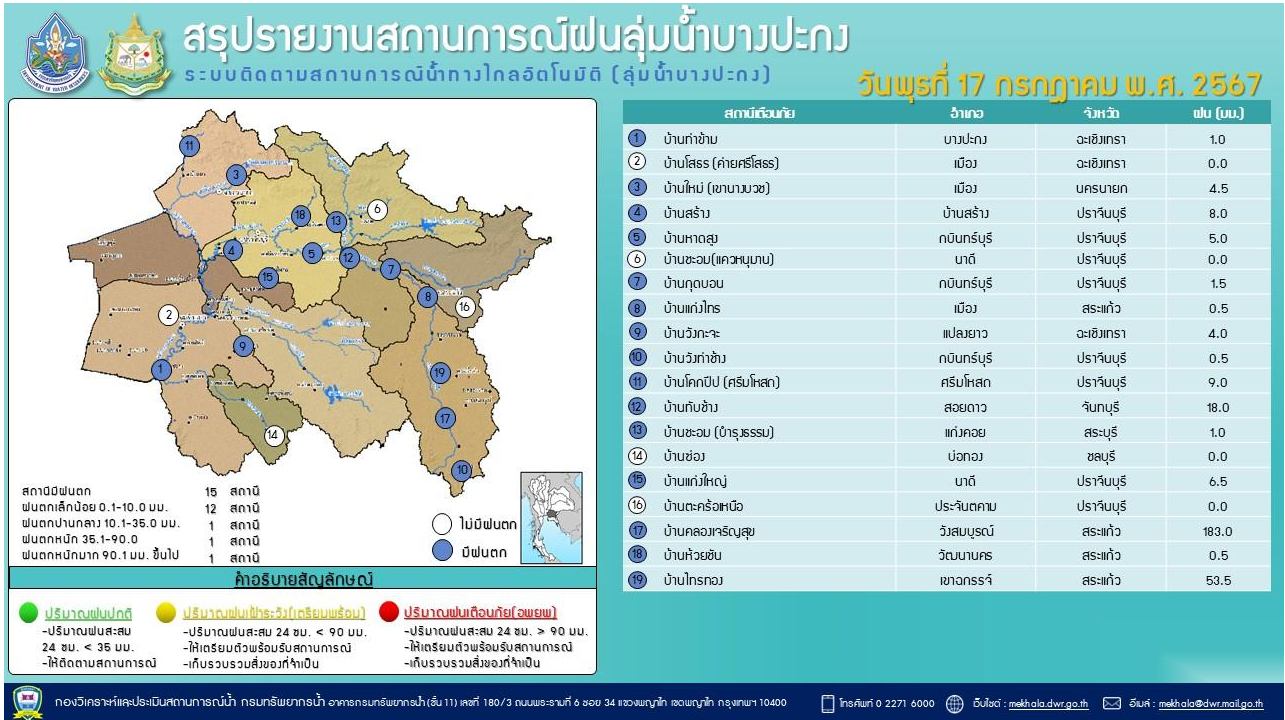 สรุปรายงานสถานการณ์ฝนลุ่มน้ำบางปะกง
ระบบติดตามสถานการณ์น้ำทางไกลอัตโนมัติ (ลุ่มน้ำบางปะกง)
วันพุธที่ 17 กรกฎาคม พ.ศ. 2567
สถานีเตือนภัย อำเภอ จังหวัด ฝน (มม.)
1 บ้านท่าข้าม บางปะกง ฉะเชิงเทรา 1.0
2 บ้านโสธร (ค่ายศรีโสธร) เมือง ฉะเชิงเทรา 0.0
3 บ้านใหม่ (เขานางบวช) เมือง นครนายก 4.5
4 บ้านสร้าง บ้านสร้าง ปราจีนบุรี 8.0
5 บ้านหาดสูง กบินทร์บุรี ปราจีนบุรี 5.0
6 บ้านชะอม(แควหนุมาน) นาดี ปราจีนบุรี 0.0
7 บ้านกุดบอน กบินทร์บุรี ปราจีนบุรี 1.5
8 บ้านแก่งไทร เมือง สระแก้ว 0.5
9 บ้านวังกะจะ แปลงยาว ฉะเชิงเทรา 4.0
10 บ้านวังท่าช้าง กบินทร์บุรี ปราจีนบุรี 0.5
11 บ้านโคกปีป (ศรีมโหสถ) ศรีมโหสถ ปราจีนบุรี 9.0
12 บ้านทับช้าง สอยดาว จันทบุรี 18.0
13 บ้านชะอม (บำรุงธรรม) แก่งคอย สระบุรี 1.0
14 บ้านซ่อง บ่อทอง ชลบุรี 0.0
15 บ้านแก่งใหญ่ นาดี ปราจีนบุรี 6.5
16 บ้านตะคร้อเหนือ ประจันตคาม ปราจีนบุรี 0.0
17 บ้านคลองเจริญสุข วังสมบูรณ์ สระแก้ว 183.0
18 บ้านห้วยชัน วัฒนานคร สระแก้ว 0.5
19 บ้านไทรทอง เขาฉกรรจ์ สระแก้ว 53.5
11
3
6
18
13
4
5
12
7
15
8
16
2
9
1
19
17
14
10
สถานีมีฝนตก 15 สถานี
ฝนตกเล็กน้อย 0.1-10.0 มม. 12 สถานี
ฝนตกปานกลาง 10.1-35.0 มม. 1 สถานี
ฝนตกหนัก 35.1-90.0 1 สถานี
ฝนตกหนักมาก 90.1 มม. ขึ้นไป 1 สถานี
ไม่มีฝนตก
มีฝนตก
คำอธิบายสัญลักษณ์
ปริมาณฝนปกติ
-ปริมาณฝนสะสม
24 ชม. < 35 มม.
-ให้ติดตามสถานการณ์
ปริมาณฝนเฝ้าระวัง(เตรียมพร้อม)
-ปริมาณฝนสะสม 24 ชม. < 90 มม.
-ให้เตรียมตัวพร้อมรับสถานการณ์
-เก็บรวบรวมสิ่งของที่จำเป็น
ปริมาณฝนเตือนภัย(อพยพ)
-ปริมาณฝนสะสม 24 ชม. > 90 มม.
-ให้เตรียมตัวพร้อมรับสถานการณ์
-เก็บรวบรวมสิ่งของที่จำเป็น
กองวิเคราะห์และประเมินสถานการณ์น้ำ กรมทรัพยากรน้ำ อาคารกรมทรัพยากรน้ำ(ชั้น 11) เลขที่ 180/3 ถนนพระรามที่ 6 ซอย 34 แขวงพญาไท เขตพญาไท กรุงเทพฯ 10400 โทรศัพท์ 0 2271 6000 เว็บไซต์ : mekhala.dwr.go.th อีเมล์ : mekhala@dwr.mail.go.th